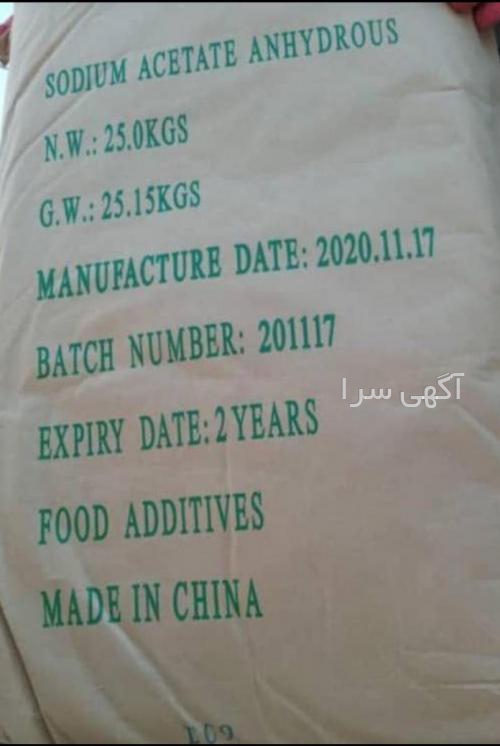 SODIUM ACETATE ANHYDROUS
N.W.: 25.0KGS
G.W.: 25.15KGS
MANUFACTURE DATE: 2020.11.17
BATCH NUMBER: 201117
آگهی سرا
EXPIRY DATE: 2 YEARS
FOOD ADDITIVES
MADE IN CHINA